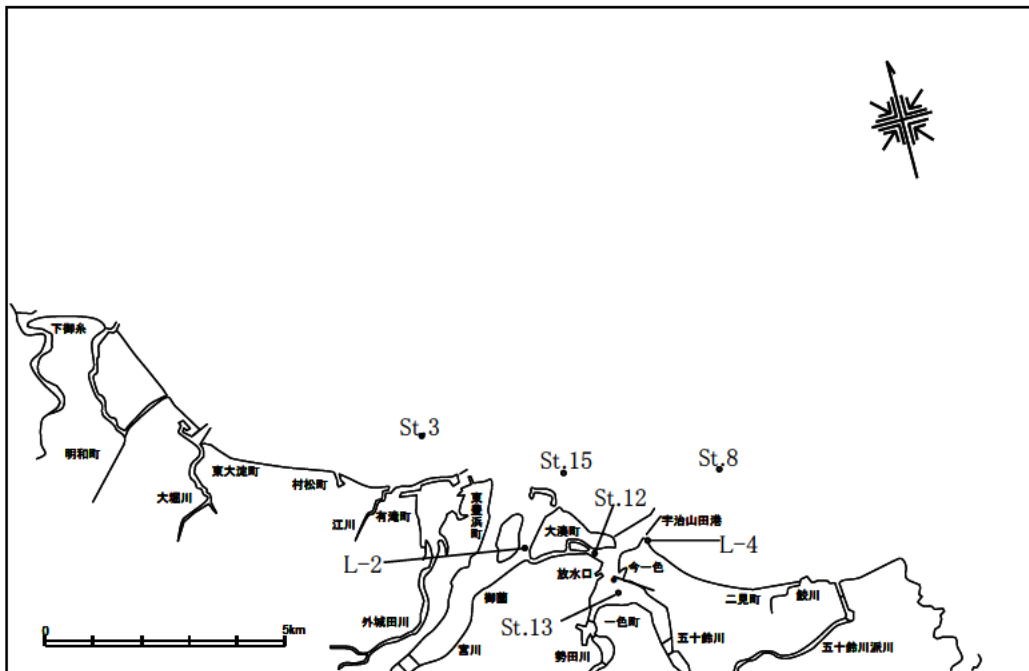 下御糸
St.3
明和町
東大淀町
St.15
St.8
村松町
大堀川
St.12
東豊浜町
有滝町
江川
宇治山田港
大湊町
L-2
L-4
放水口
今一色
御薗
二見町
鮫川
外城田川
St.13
一色町
0
5km
宮川
勢田川
五十鈴川
五十鈴派川